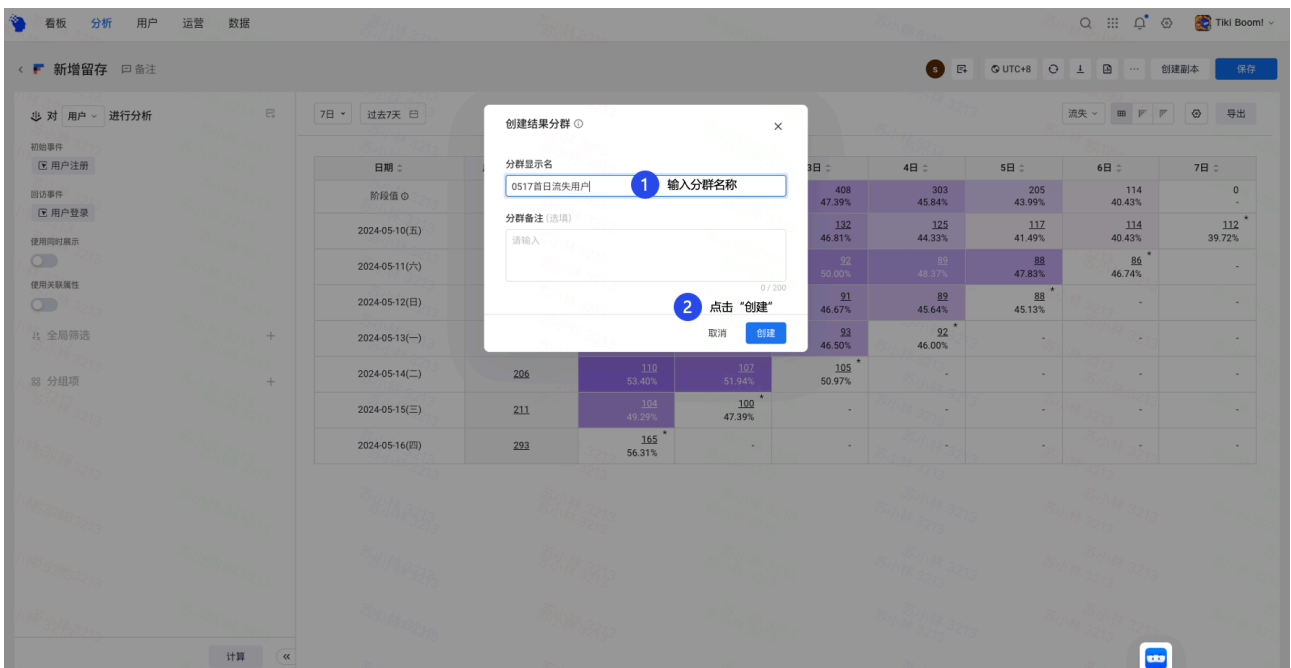 看板 分析 用户 运营 数据 Tiki Boom!
新增留存 备注 s UTC+8 创建副本 保存
对 用户 进行分析
初始事件
用户注册
回访事件
用户登录
使用同时展示
使用关联属性
全局筛选
分组项
计算
7日 过去7天 流失 导出
创建结果分群
分群显示名
0517首日流失用户 1 输入分群名称
分群备注 (选填)
请输入
0 / 200
2 点击“创建”
取消 创建
日期 3日 4日 5日 6日 7日
阶段值 408 303 205 114 0
47.39% 45.84% 43.99% 40.43% -
2024-05-10(五) 132 125 117 114 112 *
46.81% 44.33% 41.49% 40.43% 39.72%
2024-05-11(六) 92 89 88 86 * -
50.00% 48.37% 47.83% 46.74%
2024-05-12(日) 91 89 88 * - -
46.67% 45.64% 45.13%
2024-05-13(一) 93 92 * - - -
46.50% 46.00%
2024-05-14(二) 206 110 107 105 * - - - -
53.40% 51.94% 50.97%
2024-05-15(三) 211 104 100 * - - - - -
49.29% 47.39%
2024-05-16(四) 293 165 * - - - - - -
56.31%